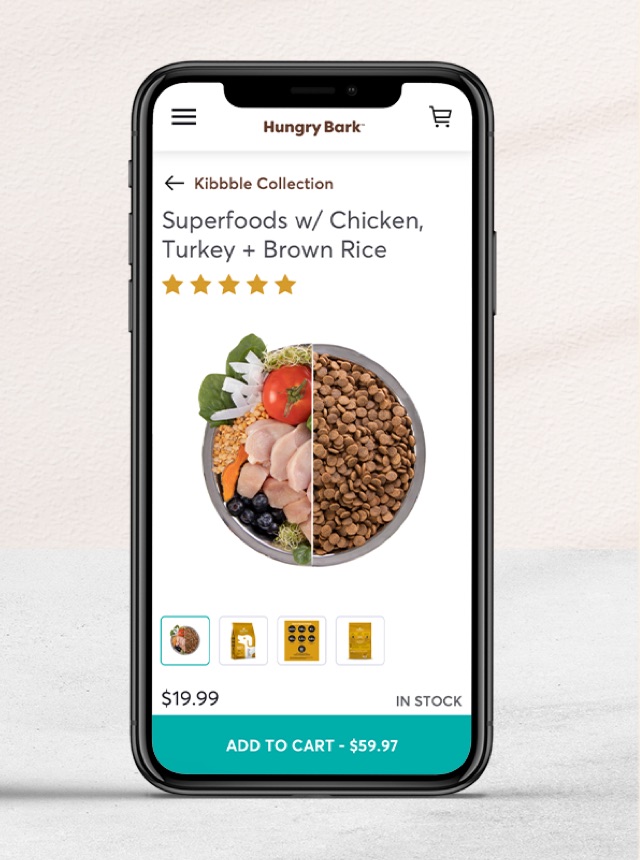 Hungry Bark™
Kibbble Collection
Superfoods w/ Chicken,
Turkey + Brown Rice
$19.99
IN STOCK
ADD TO CART - $59.97